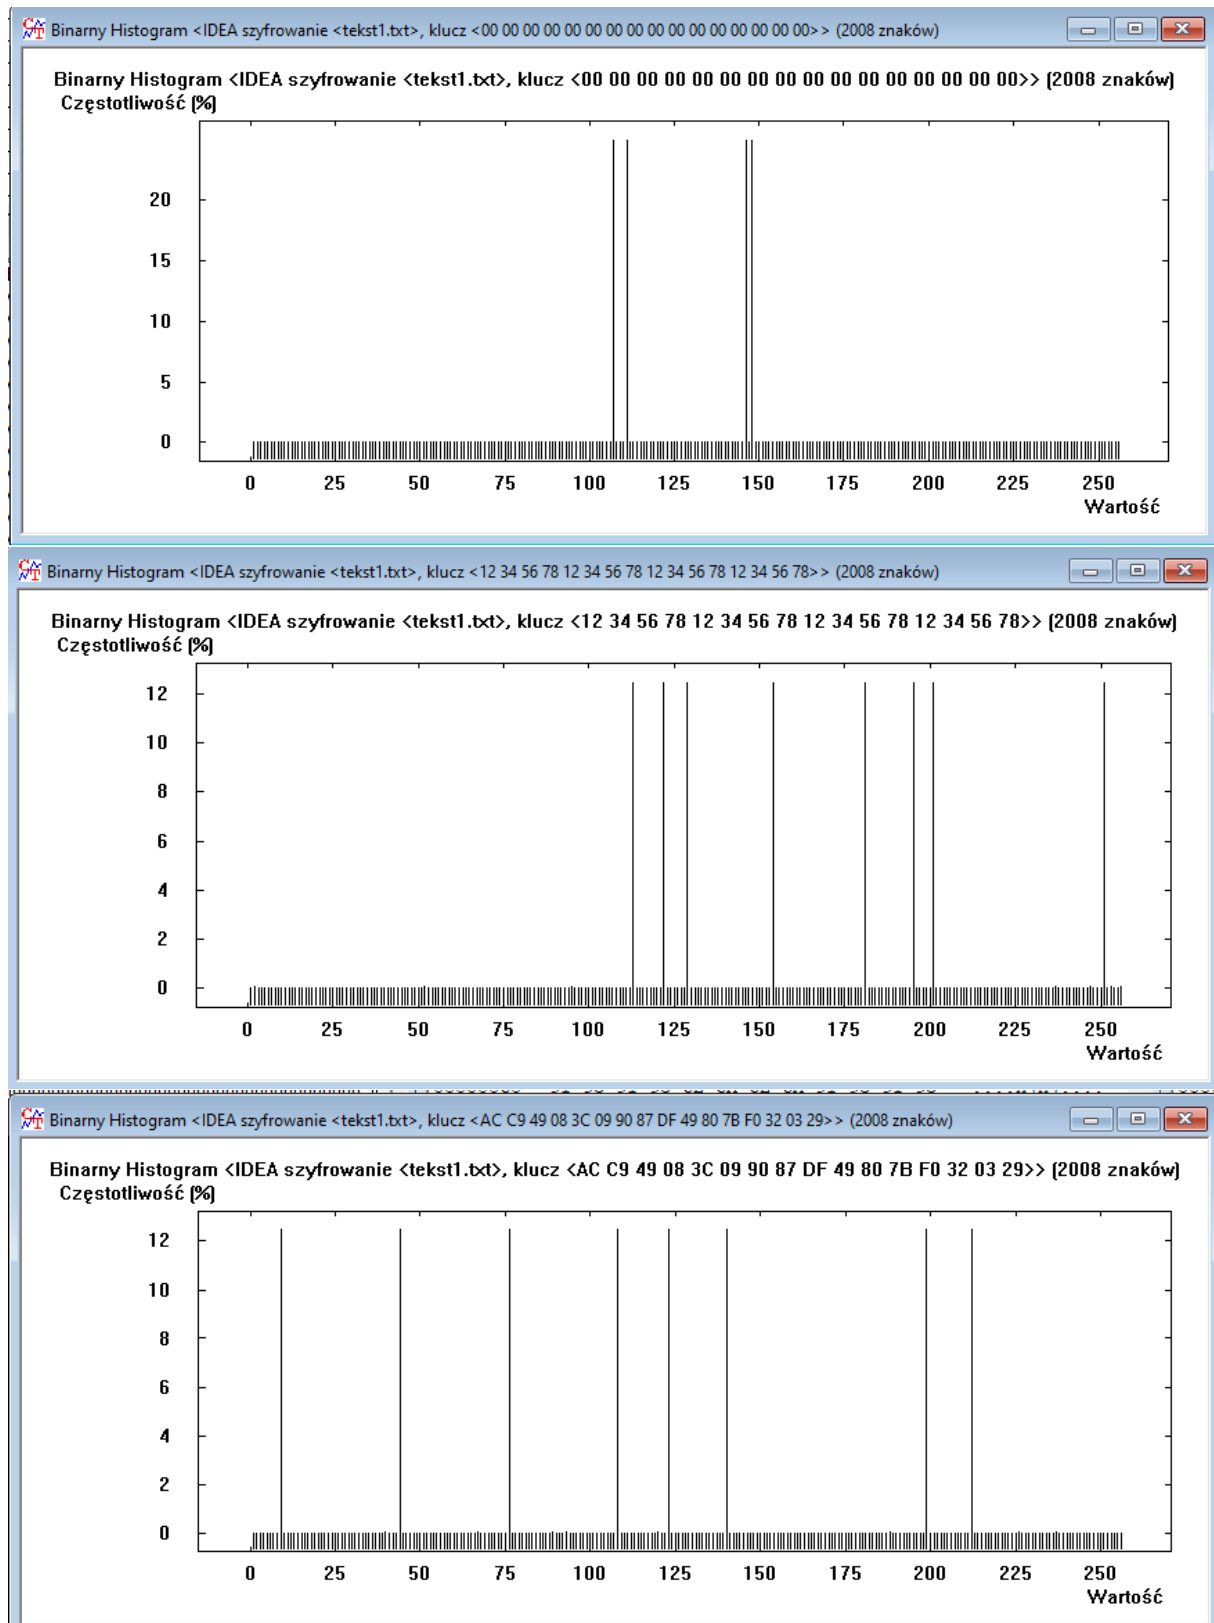 Binarny Histogram <IDEA szyfrowanie <tekst1.txt>, klucz <00 00 00 00 00 00 00 00 00 00 00 00 00 00 00 00>> (2008 znaków)
Binarny Histogram <IDEA szyfrowanie <tekst1.txt>, klucz <00 00 00 00 00 00 00 00 00 00 00 00 00 00 00 00>> (2008 znaków)
Częstotliwość (%)
20
15
10
5
0
0 25 50 75 100 125 150 175 200 225 250
Wartość
Binarny Histogram <IDEA szyfrowanie <tekst1.txt>, klucz <12 34 56 78 12 34 56 78 12 34 56 78 12 34 56 78>> (2008 znaków)
Binarny Histogram <IDEA szyfrowanie <tekst1.txt>, klucz <12 34 56 78 12 34 56 78 12 34 56 78 12 34 56 78>> (2008 znaków)
Częstotliwość (%)
12
10
8
6
4
2
0
0 25 50 75 100 125 150 175 200 225 250
Wartość
Binarny Histogram <IDEA szyfrowanie <tekst1.txt>, klucz <AC C9 49 08 3C 09 90 87 DF 49 80 7B F0 32 03 29>> (2008 znaków)
Binarny Histogram <IDEA szyfrowanie <tekst1.txt>, klucz <AC C9 49 08 3C 09 90 87 DF 49 80 7B F0 32 03 29>> (2008 znaków)
Częstotliwość (%)
12
10
8
6
4
2
0
0 25 50 75 100 125 150 175 200 225 250
Wartość